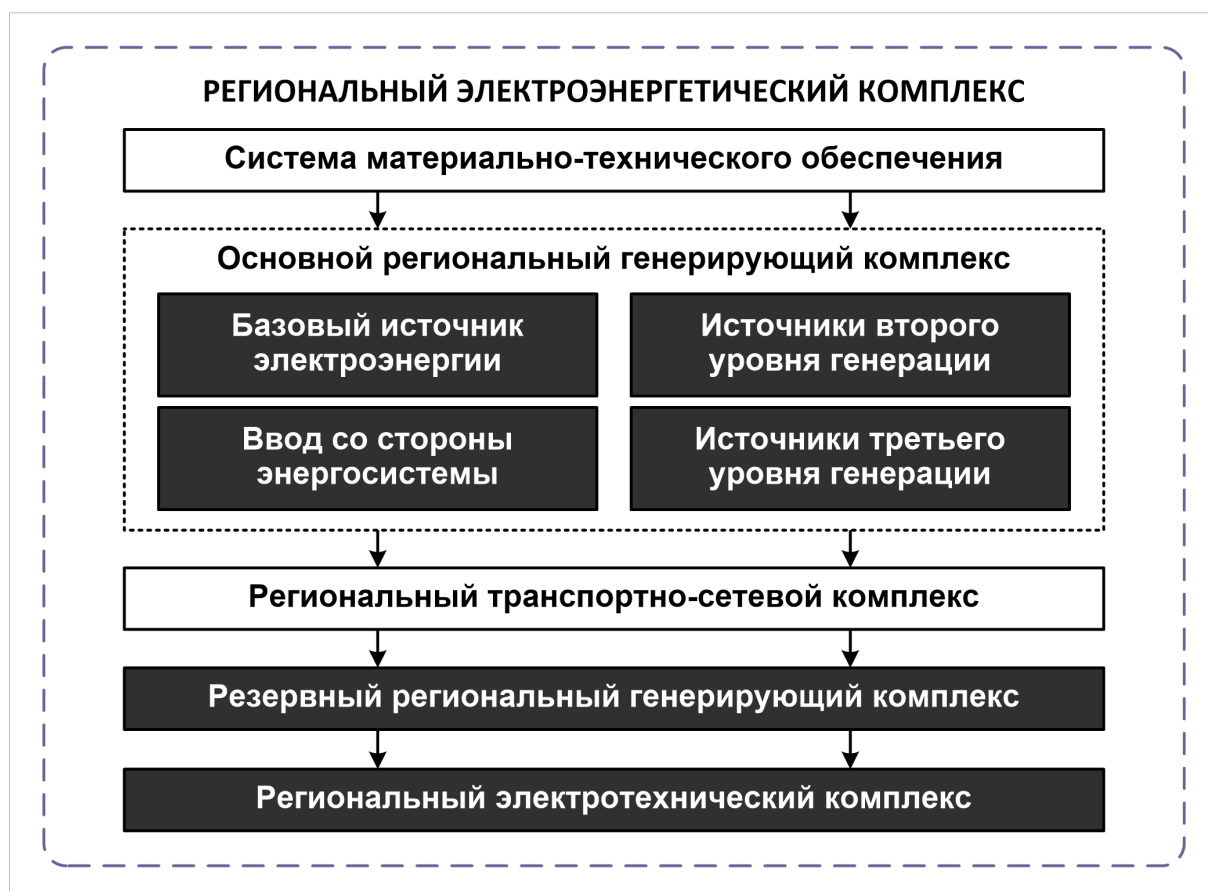 РЕГИОНАЛЬНЫЙ ЭЛЕКТРОЭНЕРГЕТИЧЕСКИЙ КОМПЛЕКС
Система материально-технического обеспечения
Основной региональный генерирующий комплекс
Базовый источник
электроэнергии
Источники второго
уровня генерации
Ввод со стороны
энергосистемы
Источники третьего
уровня генерации
Региональный транспортно-сетевой комплекс
Резервный региональный генерирующий комплекс
Региональный электротехнический комплекс